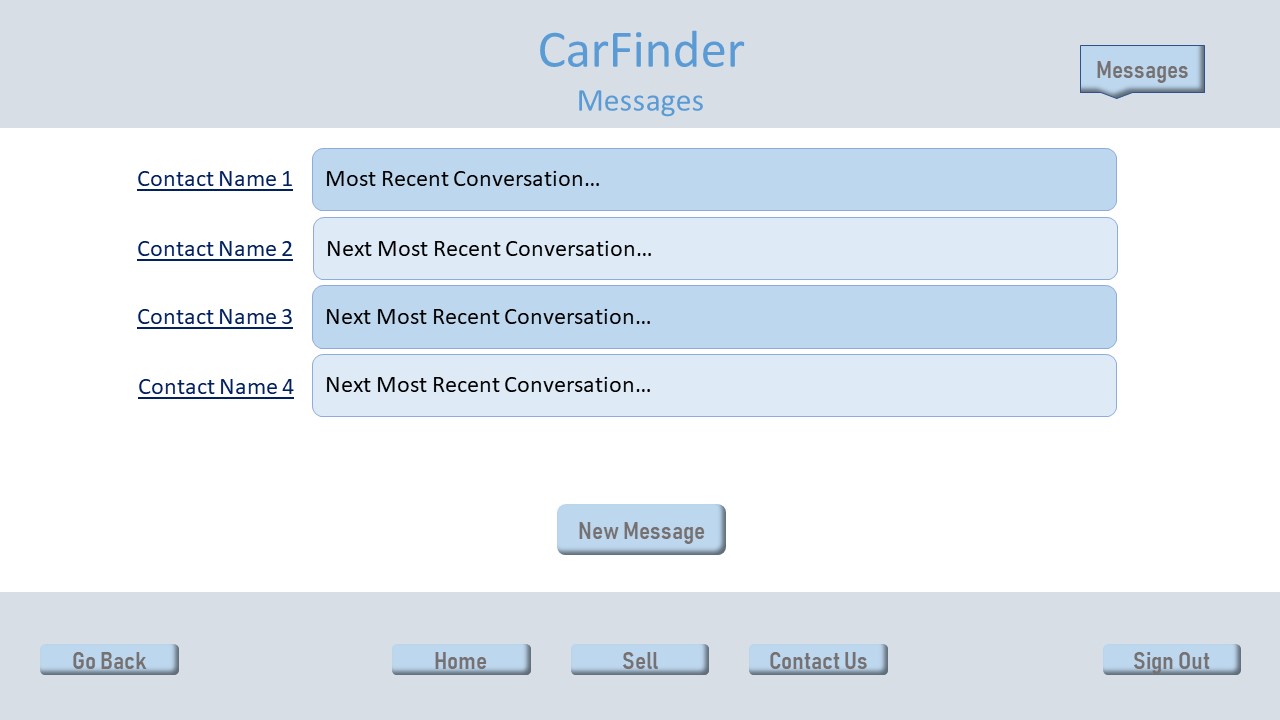 CarFinder
Messages
Messages
Contact Name 1
Most Recent Conversation...
Contact Name 2
Next Most Recent Conversation...
Contact Name 3
Next Most Recent Conversation...
Contact Name 4
Next Most Recent Conversation...
New Message
Go Back
Home
Sell
Contact Us
Sign Out